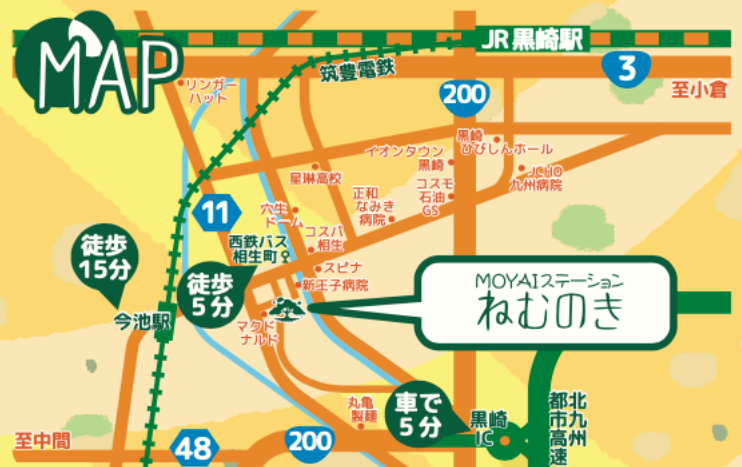 MAP
JR 黒崎駅
筑豊電鉄
3
至小倉
リンガー
ハット
200
黒崎
ひびしんホール
イオンタウン
黒崎
JCHO
九州病院
星琳高校
コスモ
石油
GS
正和
なみき
病院
11
穴生
ドーム
コスパ
相生
西鉄バス
相生町
スピナ
新王子病院
徒歩
15分
徒歩
5分
今池駅
マクド
ナルド
MOYAIステーション
ねむのき
丸亀
製麺
車で
5分
黒崎
IC
北九州
都市高速
至中間
48
200